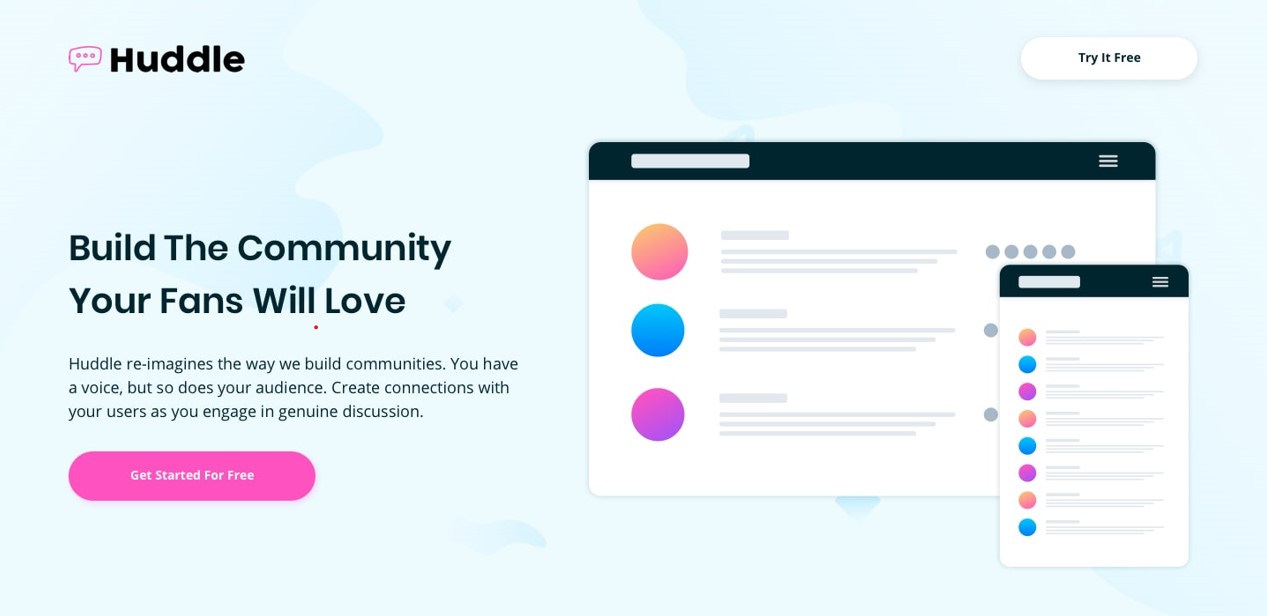 Huddle
Try It Free
Build The Community
Your Fans Will Love
Huddle re-imagines the way we build communities. You have
a voice, but so does your audience. Create connections with
your users as you engage in genuine discussion.
Get Started For Free